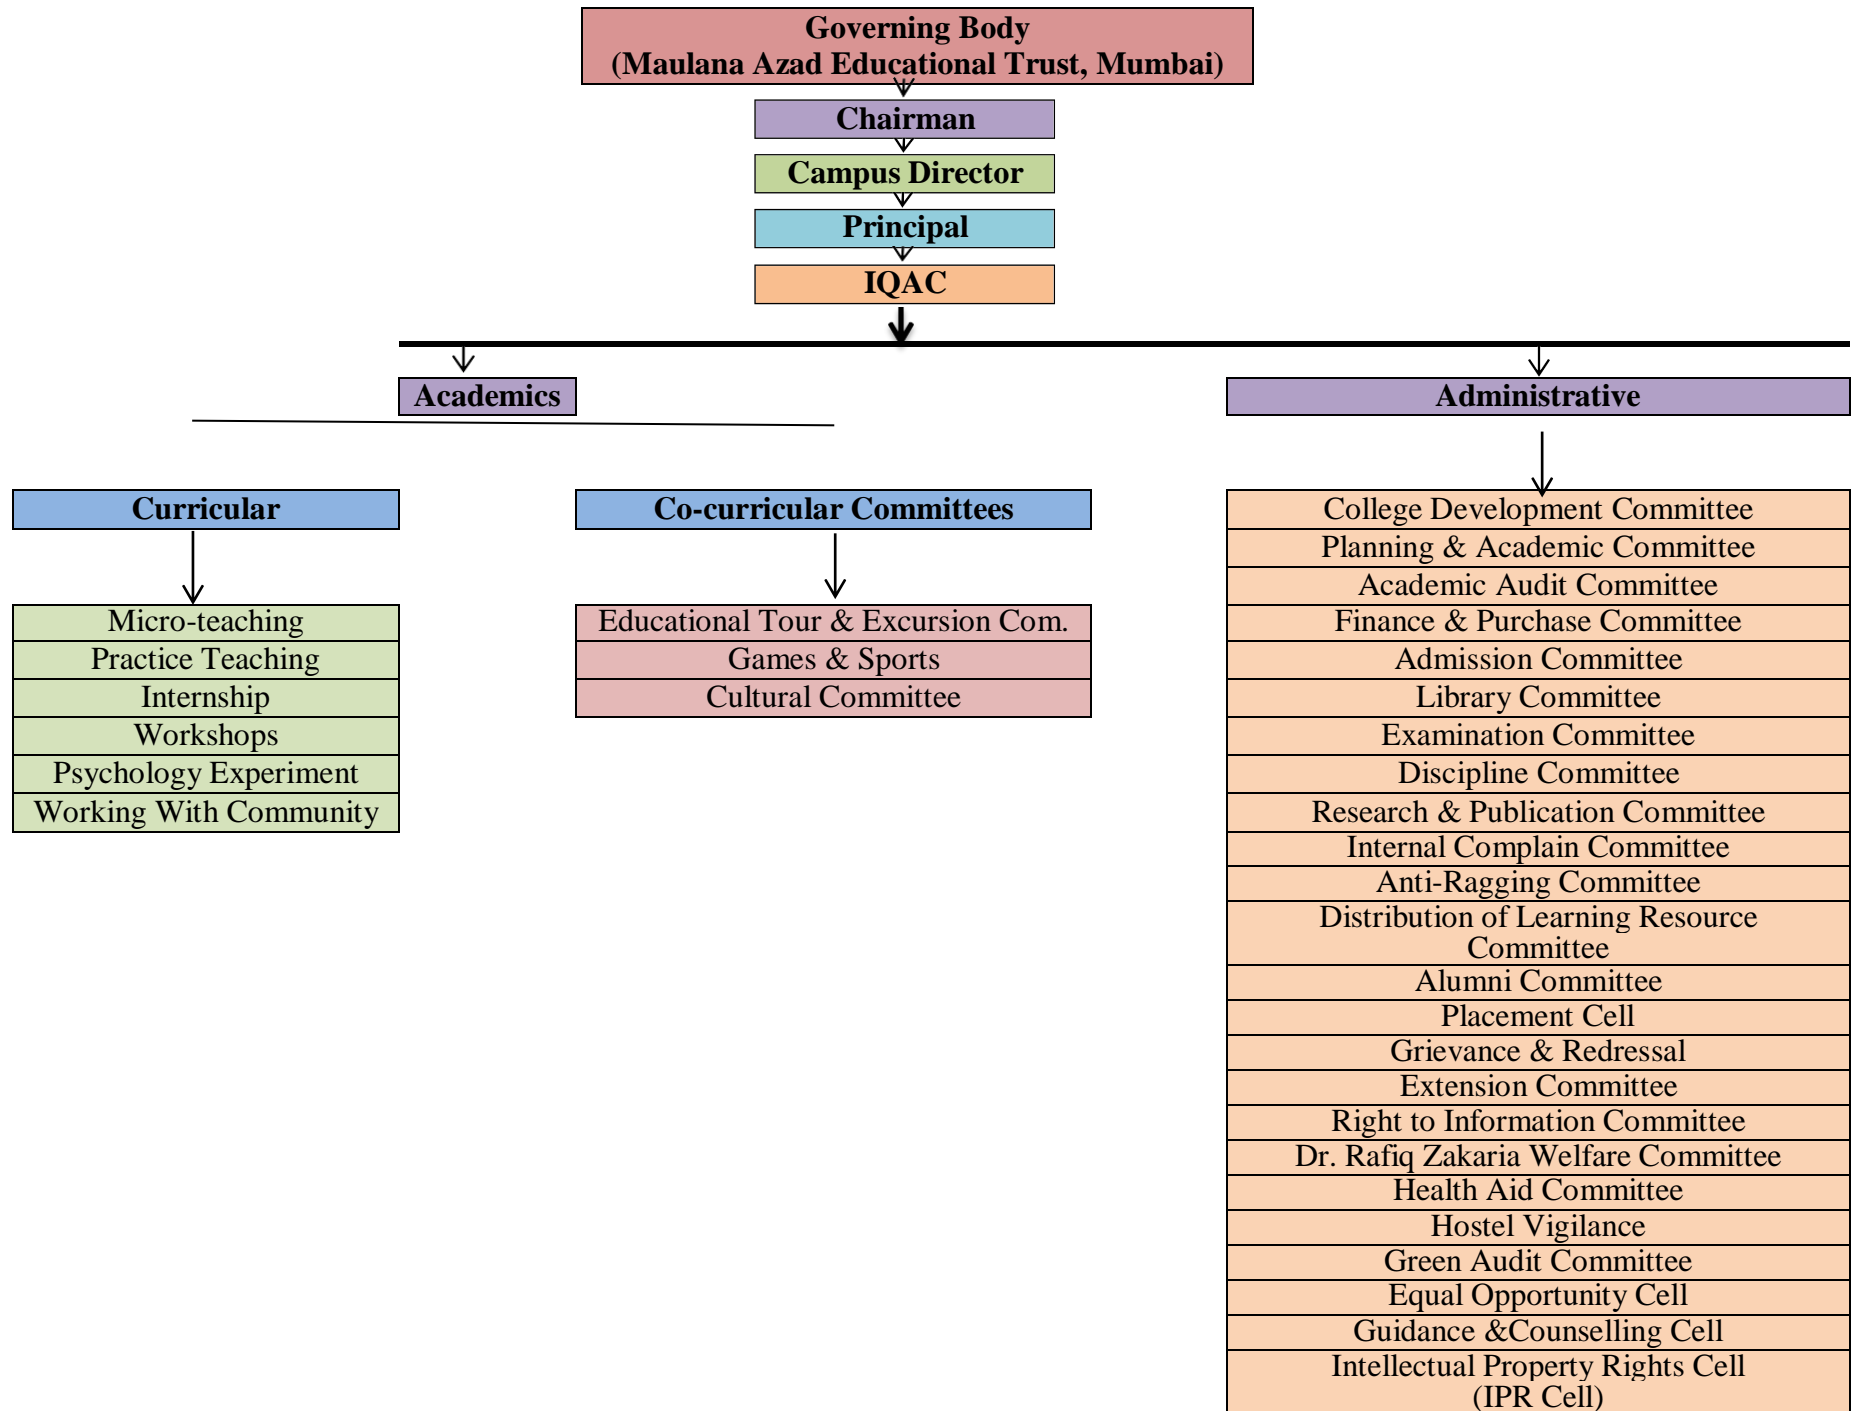 Governing Body
(Maulana Azad Educational Trust, Mumbai)
Chairman
Campus Director
Principal
IQAC
Academics
Administrative
Curricular
Micro-teaching
Practice Teaching
Internship
Workshops
Psychology Experiment
Working With Community
Co-curricular Committees
Educational Tour & Excursion Com.
Games & Sports
Cultural Committee
College Development Committee
Planning & Academic Committee
Academic Audit Committee
Finance & Purchase Committee
Admission Committee
Library Committee
Examination Committee
Discipline Committee
Research & Publication Committee
Internal Complain Committee
Anti-Ragging Committee
Distribution of Learning Resource
Committee
Alumni Committee
Placement Cell
Grievance & Redressal
Extension Committee
Right to Information Committee
Dr. Rafiq Zakaria Welfare Committee
Health Aid Committee
Hostel Vigilance
Green Audit Committee
Equal Opportunity Cell
Guidance &Counselling Cell
Intellectual Property Rights Cell
(IPR Cell)